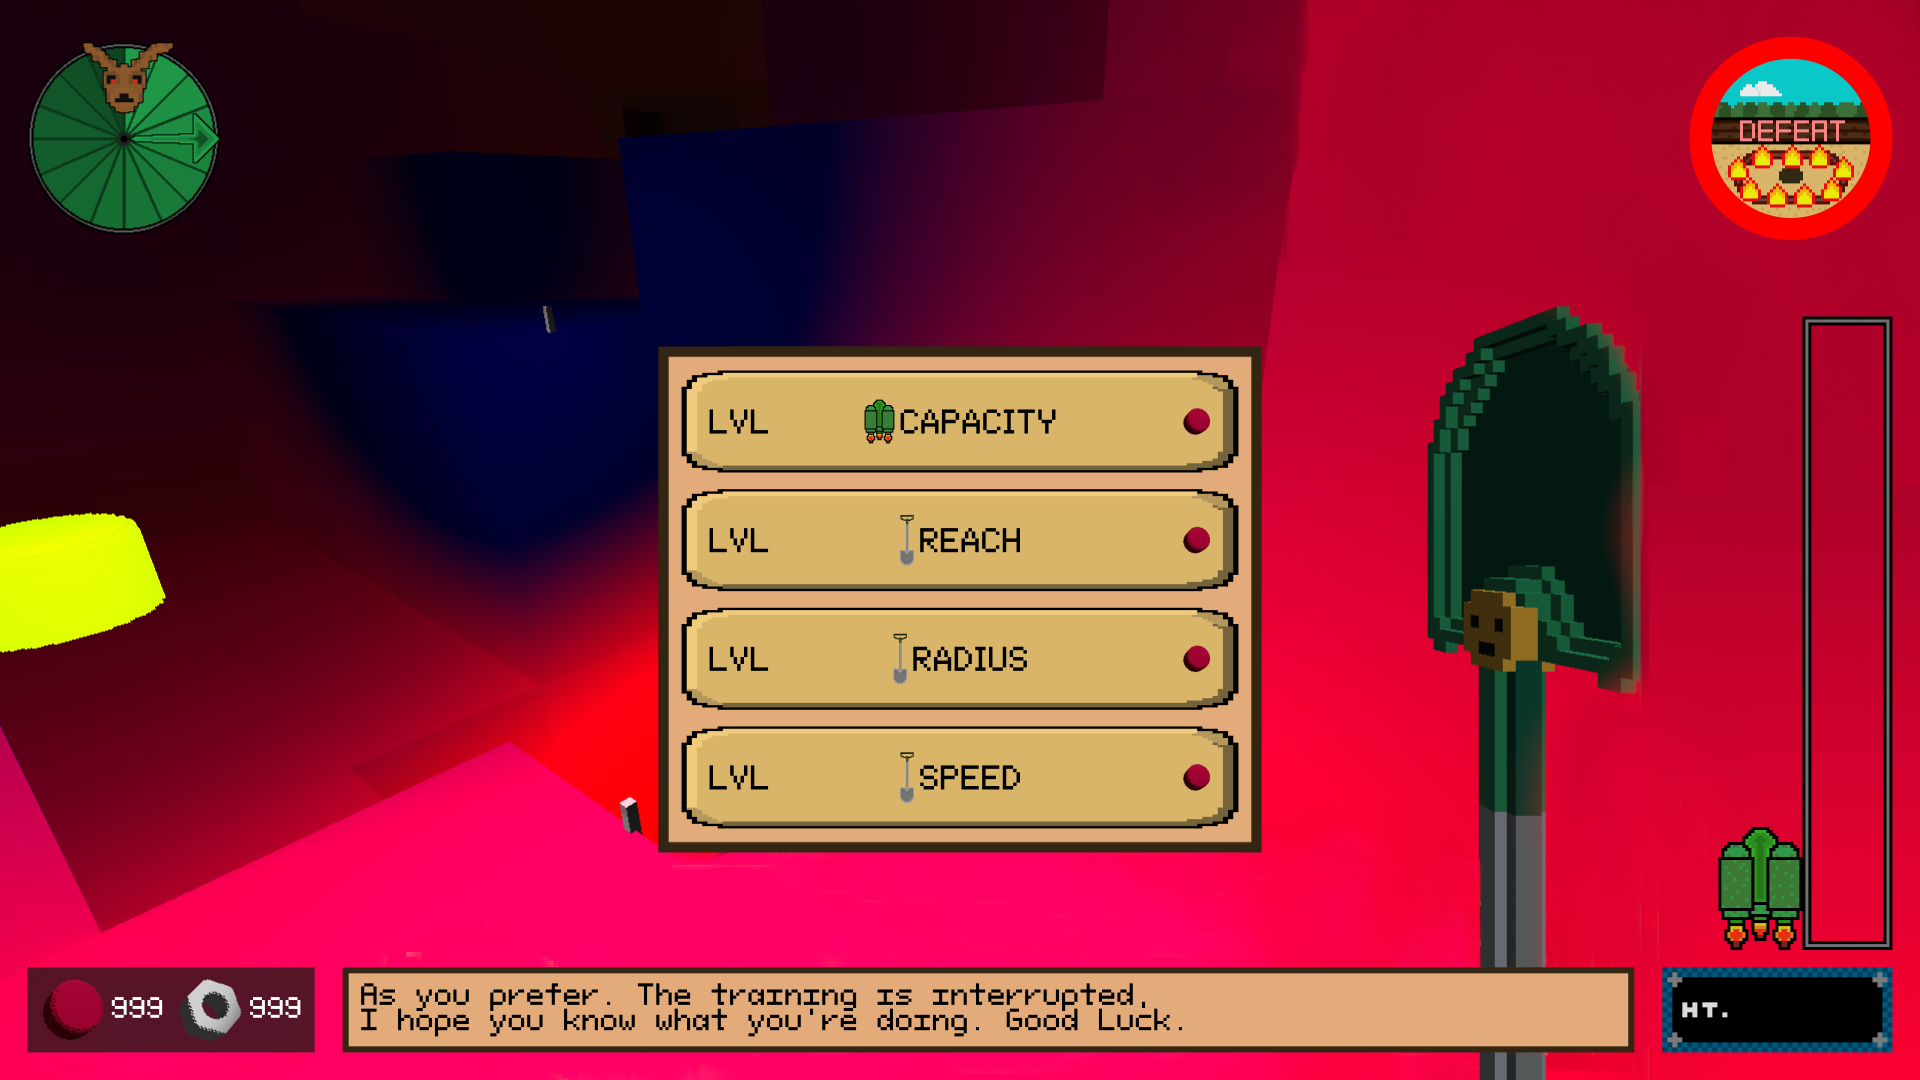 DEFEAT
LVL CAPACITY
LVL REACH
LVL RADIUS
LVL SPEED
999 999
As you prefer. The training is interrupted.
I hope you know what you're doing. Good Luck.
HT.